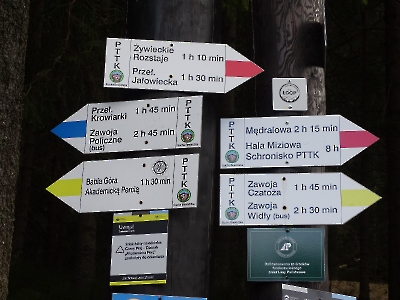 PTTK
Żywieckie
Rozstaje 1 h 10 min
Przeł.
Jałowiecka 1 h 30 min
PTTK
Przeł. 1 h 45 min
Krowiarki
Zawoja 2 h 45 min
Policzne
(bus)
PTTK
Babia Góra 1 h 30 min
Akademicką Percią
PTTK
Mędralowa 2 h 15 min
Hala Miziowa 8 h
Schronisko PTTK
PTTK
Zawoja 1 h 45 min
Czatoża
Zawoja 2 h 30 min
Widły (bus)